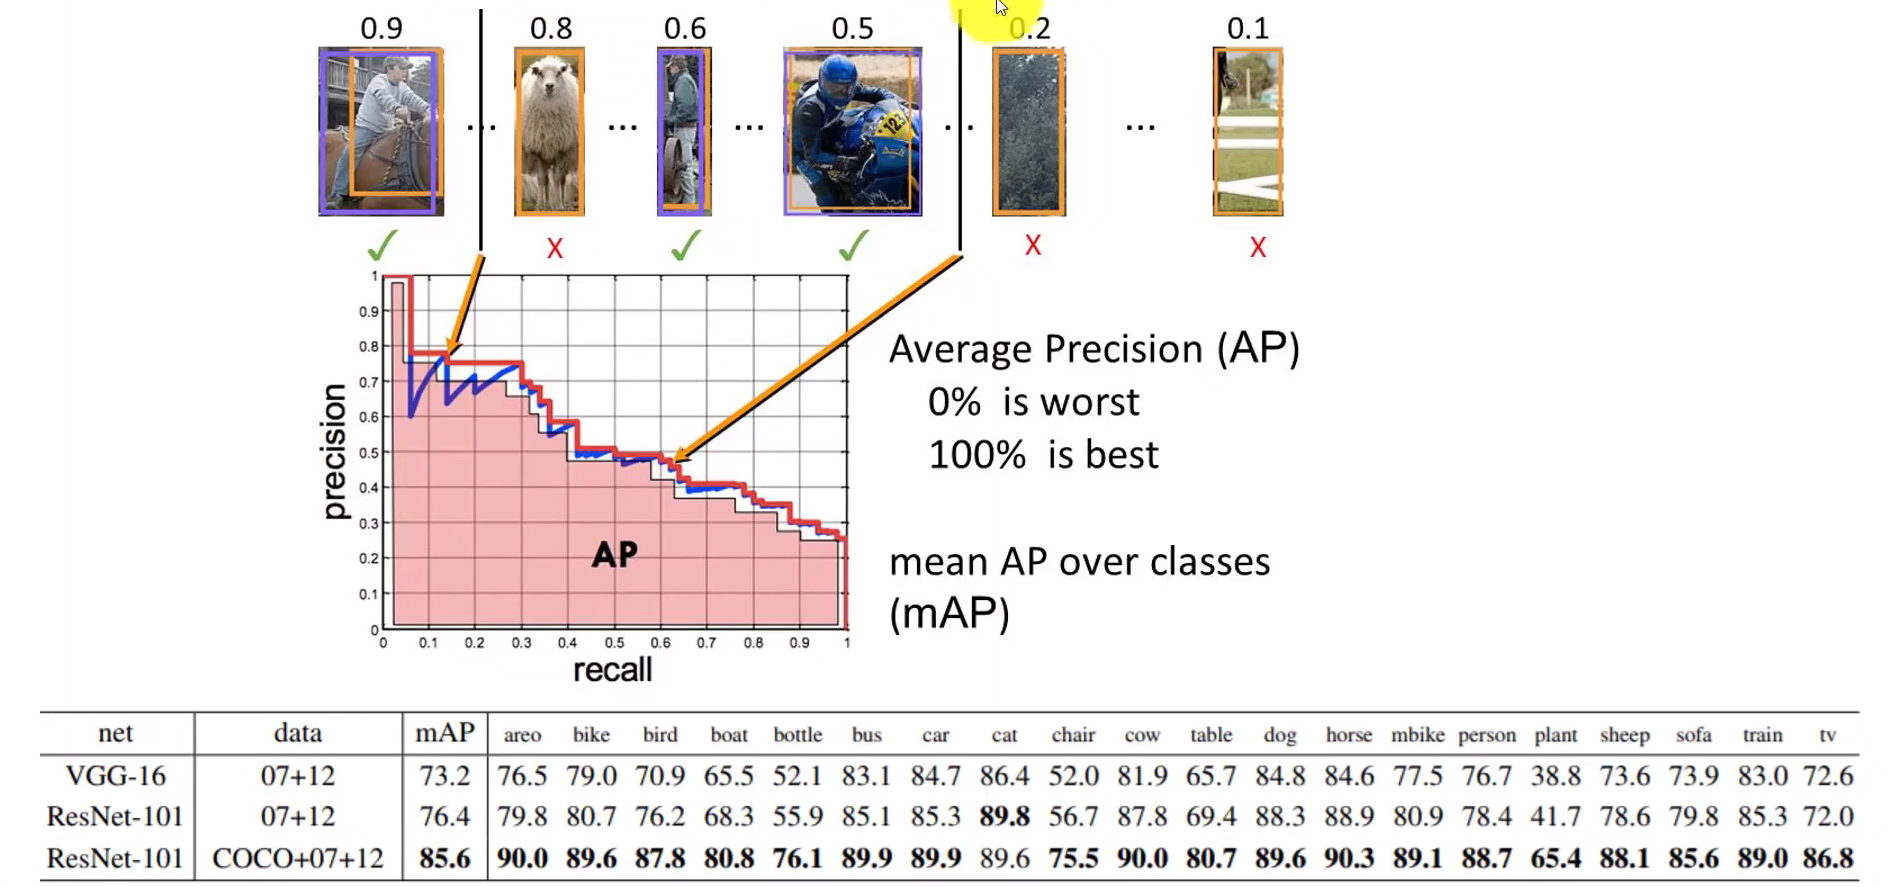 0.9 0.8 0.6 0.5 0.2 0.1
... ... ... ... ...
123
✓ X ✓ ✓ X X
1
0.9
0.8
0.7
0.6
0.5
0.4
0.3
0.2
0.1
0
precision
AP
0 0.1 0.2 0.3 0.4 0.5 0.6 0.7 0.8 0.9 1
recall
Average Precision (AP)
0% is worst
100% is best
mean AP over classes
(mAP)
net data mAP areo bike bird boat bottle bus car cat chair cow table dog horse mbike person plant sheep sofa train tv
VGG-16 07+12 73.2 76.5 79.0 70.9 65.5 52.1 83.1 84.7 86.4 52.0 81.9 65.7 84.8 84.6 77.5 76.7 38.8 73.6 73.9 83.0 72.6
ResNet-101 07+12 76.4 79.8 80.7 76.2 68.3 55.9 85.1 85.3 89.8 56.7 87.8 69.4 88.3 88.9 80.9 78.4 41.7 78.6 79.8 85.3 72.0
ResNet-101 COCO+07+12 85.6 90.0 89.6 87.8 80.8 76.1 89.9 89.9 89.6 75.5 90.0 80.7 89.6 90.3 89.1 88.7 65.4 88.1 85.6 89.0 86.8